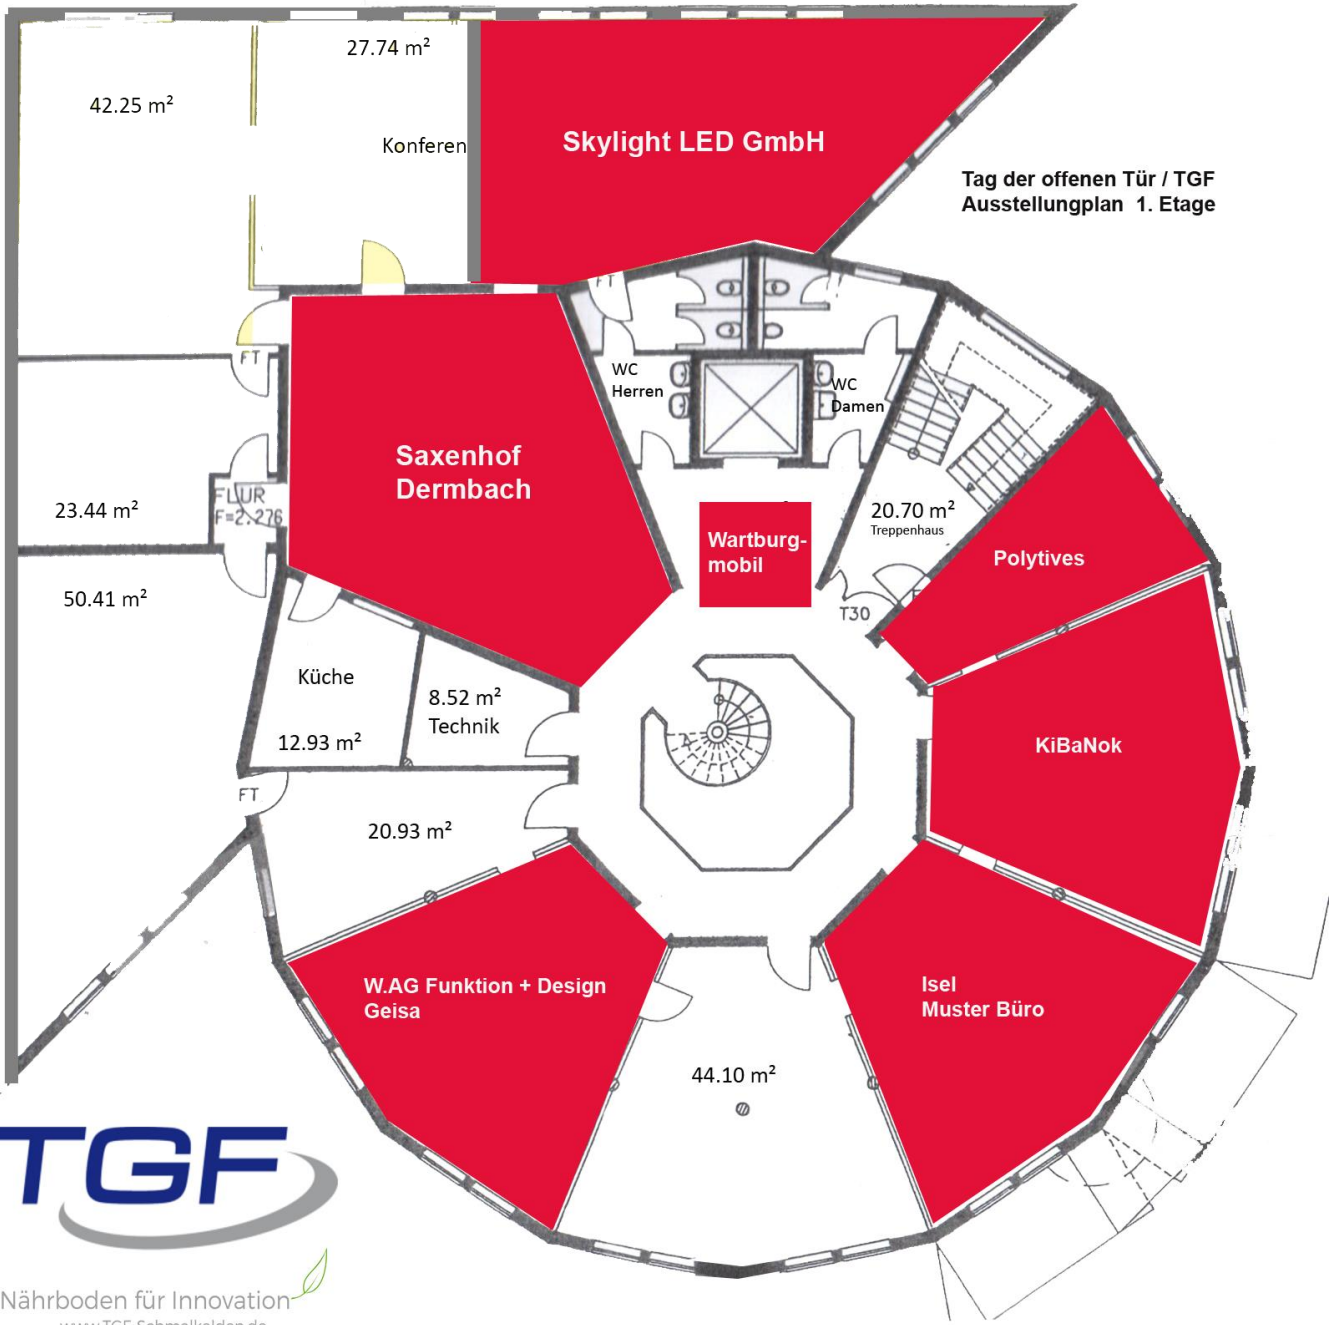 27.74 m²
42.25 m²
Konferen
Skylight LED GmbH
Tag der offenen Tür / TGF
Ausstellungplan 1. Etage
FT
FT
WC
Herren
WC
Damen
Saxenhof
Dermbach
23.44 m²
FLUR
F=2.276
20.70 m²
Treppenhaus
Wartburg-
mobil
Polytives
50.41 m²
T30
Küche
8.52 m²
Technik
12.93 m²
KiBaNok
FT
20.93 m²
W.AG Funktion + Design
Geisa
Isel
Muster Büro
44.10 m²
TGF
Nährboden für Innovation